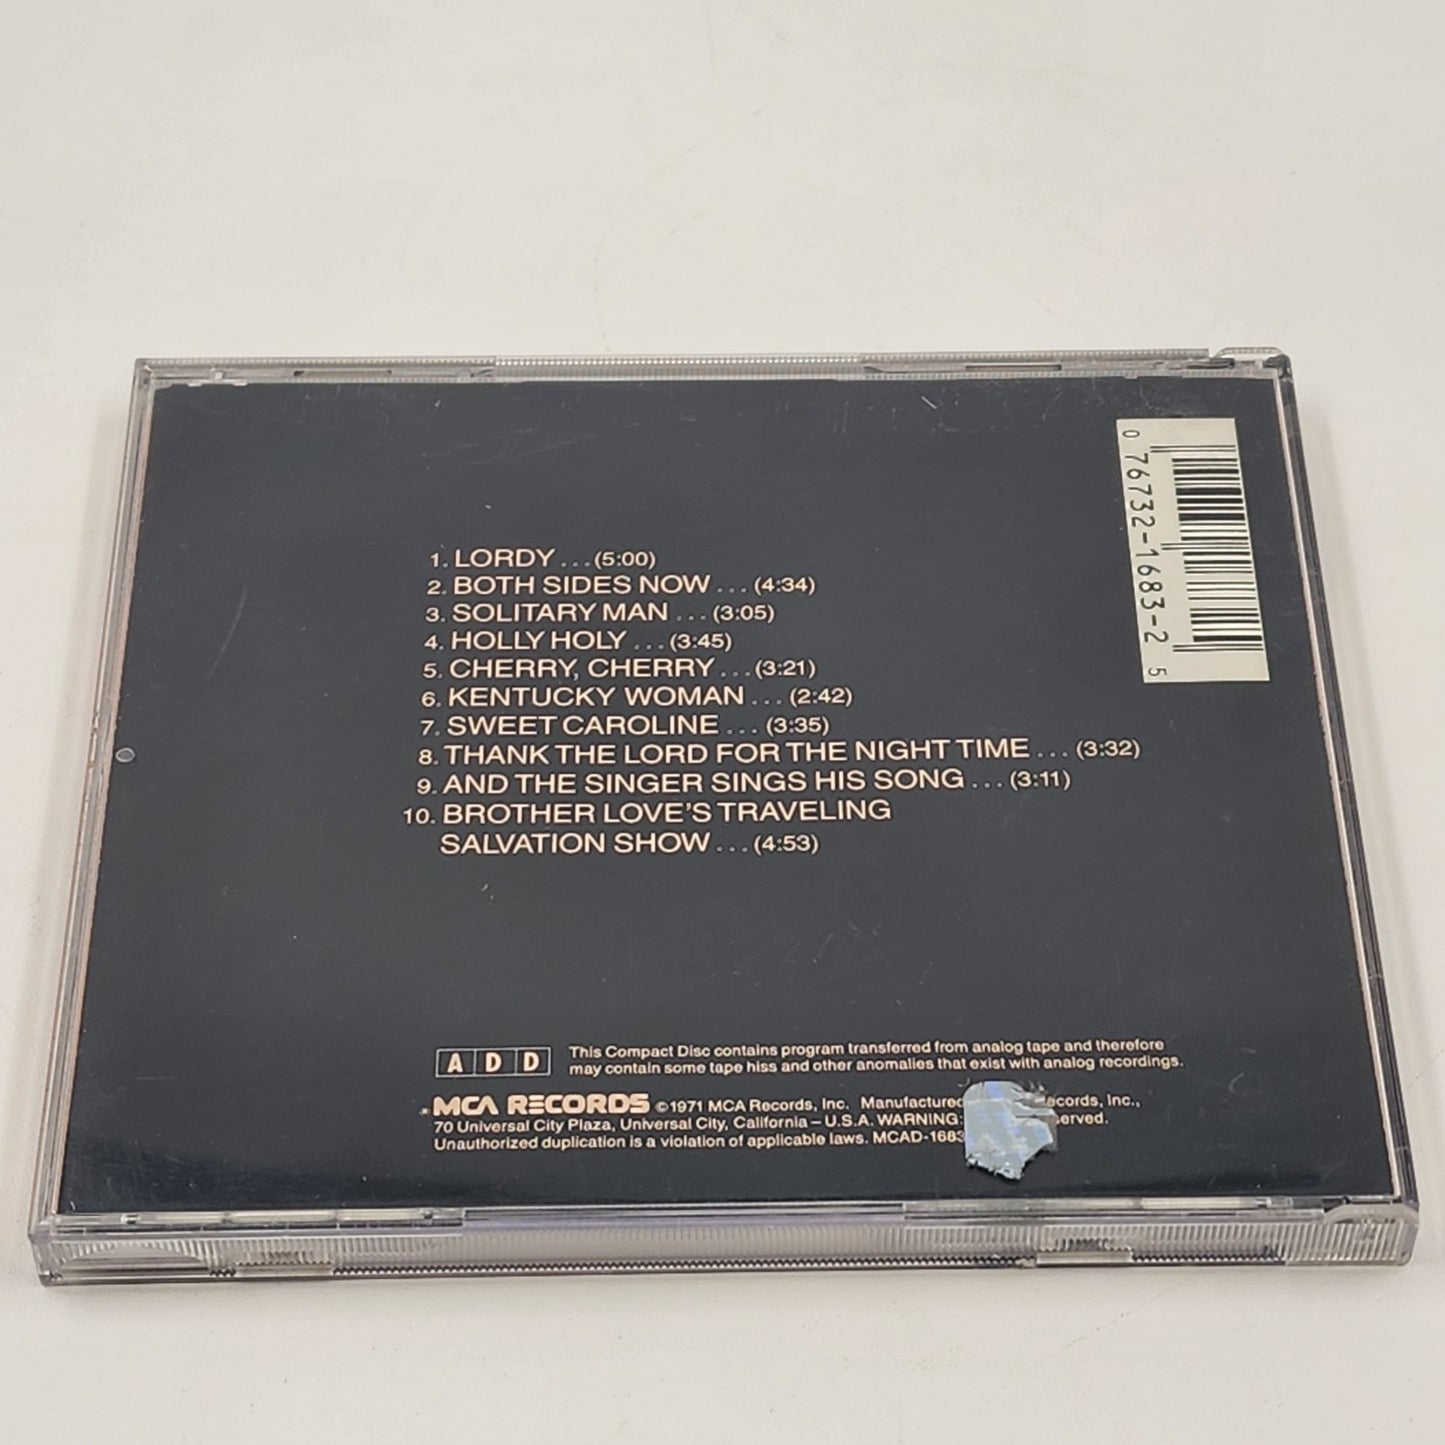 0 76732-1683-2 5
1. LORDY ... (5:00)
2. BOTH SIDES NOW ... (4:34)
3. SOLITARY MAN ... (3:05)
4. HOLLY HOLY ... (3:45)
5. CHERRY, CHERRY ... (3:21)
6. KENTUCKY WOMAN ... (2:42)
7. SWEET CAROLINE ... (3:35)
8. THANK THE LORD FOR THE NIGHT TIME ... (3:32)
9. AND THE SINGER SINGS HIS SONG ... (3:11)
10. BROTHER LOVE'S TRAVELING
SALVATION SHOW ... (4:53)
A D D
This Compact Disc contains program transferred from analog tape and therefore
may contain some tape hiss and other anomalies that exist with analog recordings.
MCA RECORDS ©1971 MCA Records, Inc. Manufactured ecords, Inc.,
70 Universal City Plaza, Universal City, California – U.S.A. WARNING: erved.
Unauthorized duplication is a violation of applicable laws. MCAD-1683